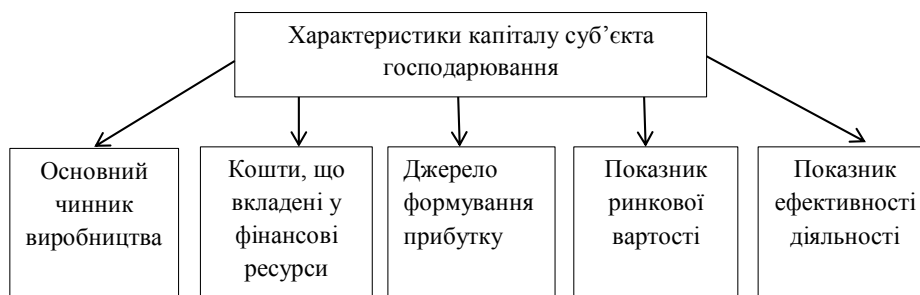 Характеристики капіталу суб’єкта
господарювання
Основний
чинник
виробництва
Кошти, що
вкладені у
фінансові
ресурси
Джерело
формування
прибутку
Показник
ринкової
вартості
Показник
ефективності
діяльності